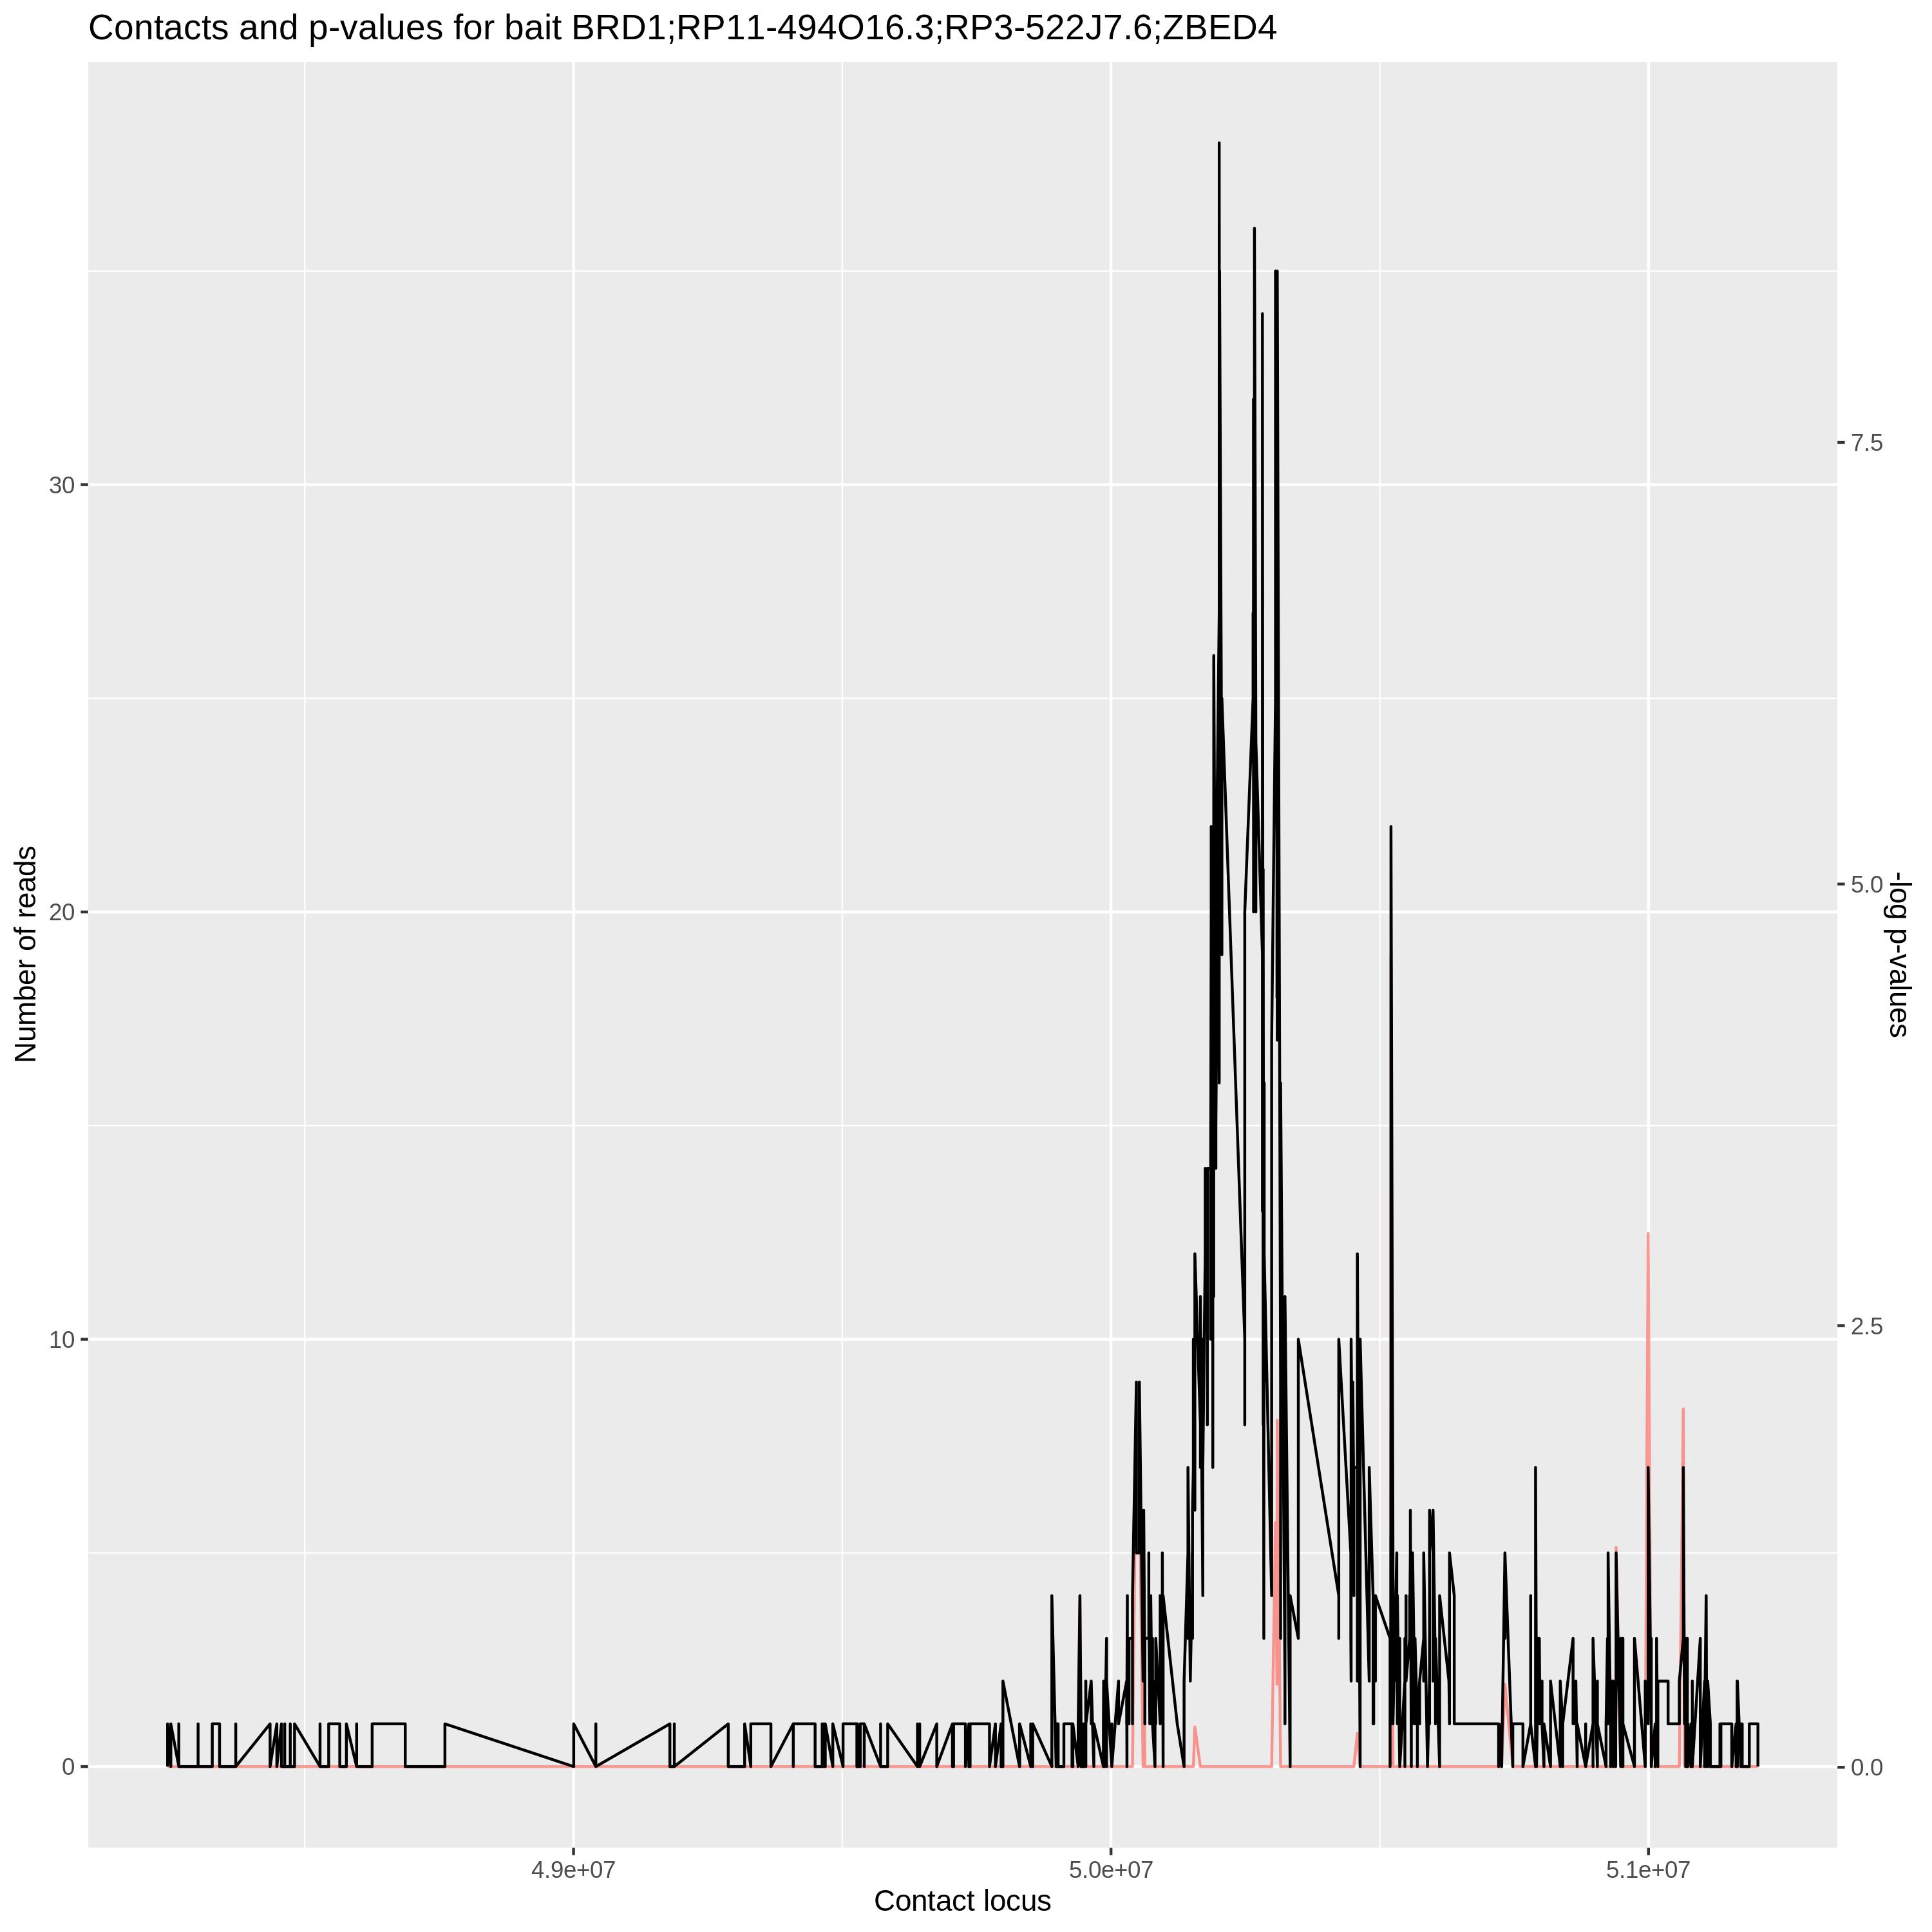 Contacts and p-values for bait BRD1;RP11-494O16.3;RP3-522J7.6;ZBED4
Number of reads
30
20
10
0
7.5
5.0
2.5
0.0
-log p-values
4.9e+07
5.0e+07
5.1e+07
Contact locus